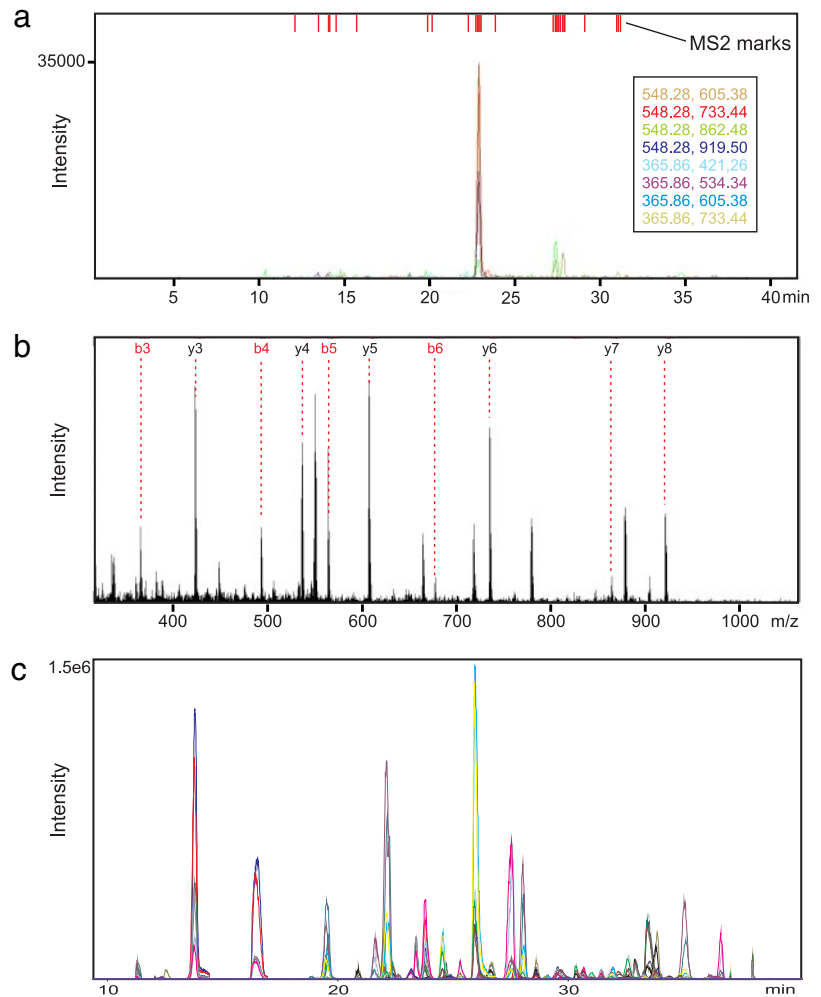 a
MS2 marks
35000
Intensity
548.28, 605.38
548.28, 733.44
548.28, 862.48
548.28, 919.50
365.86, 421,26
365.86, 534.34
365.86, 605.38
365.86, 733.44
5 10 15 20 25 30 35 40 min
b
b3 y3 b4 y4 b5 y5 b6 y6 y7 y8
Intensity
400 500 600 700 800 900 1000 m/z
c
1.5e6
Intensity
10 20 30 min